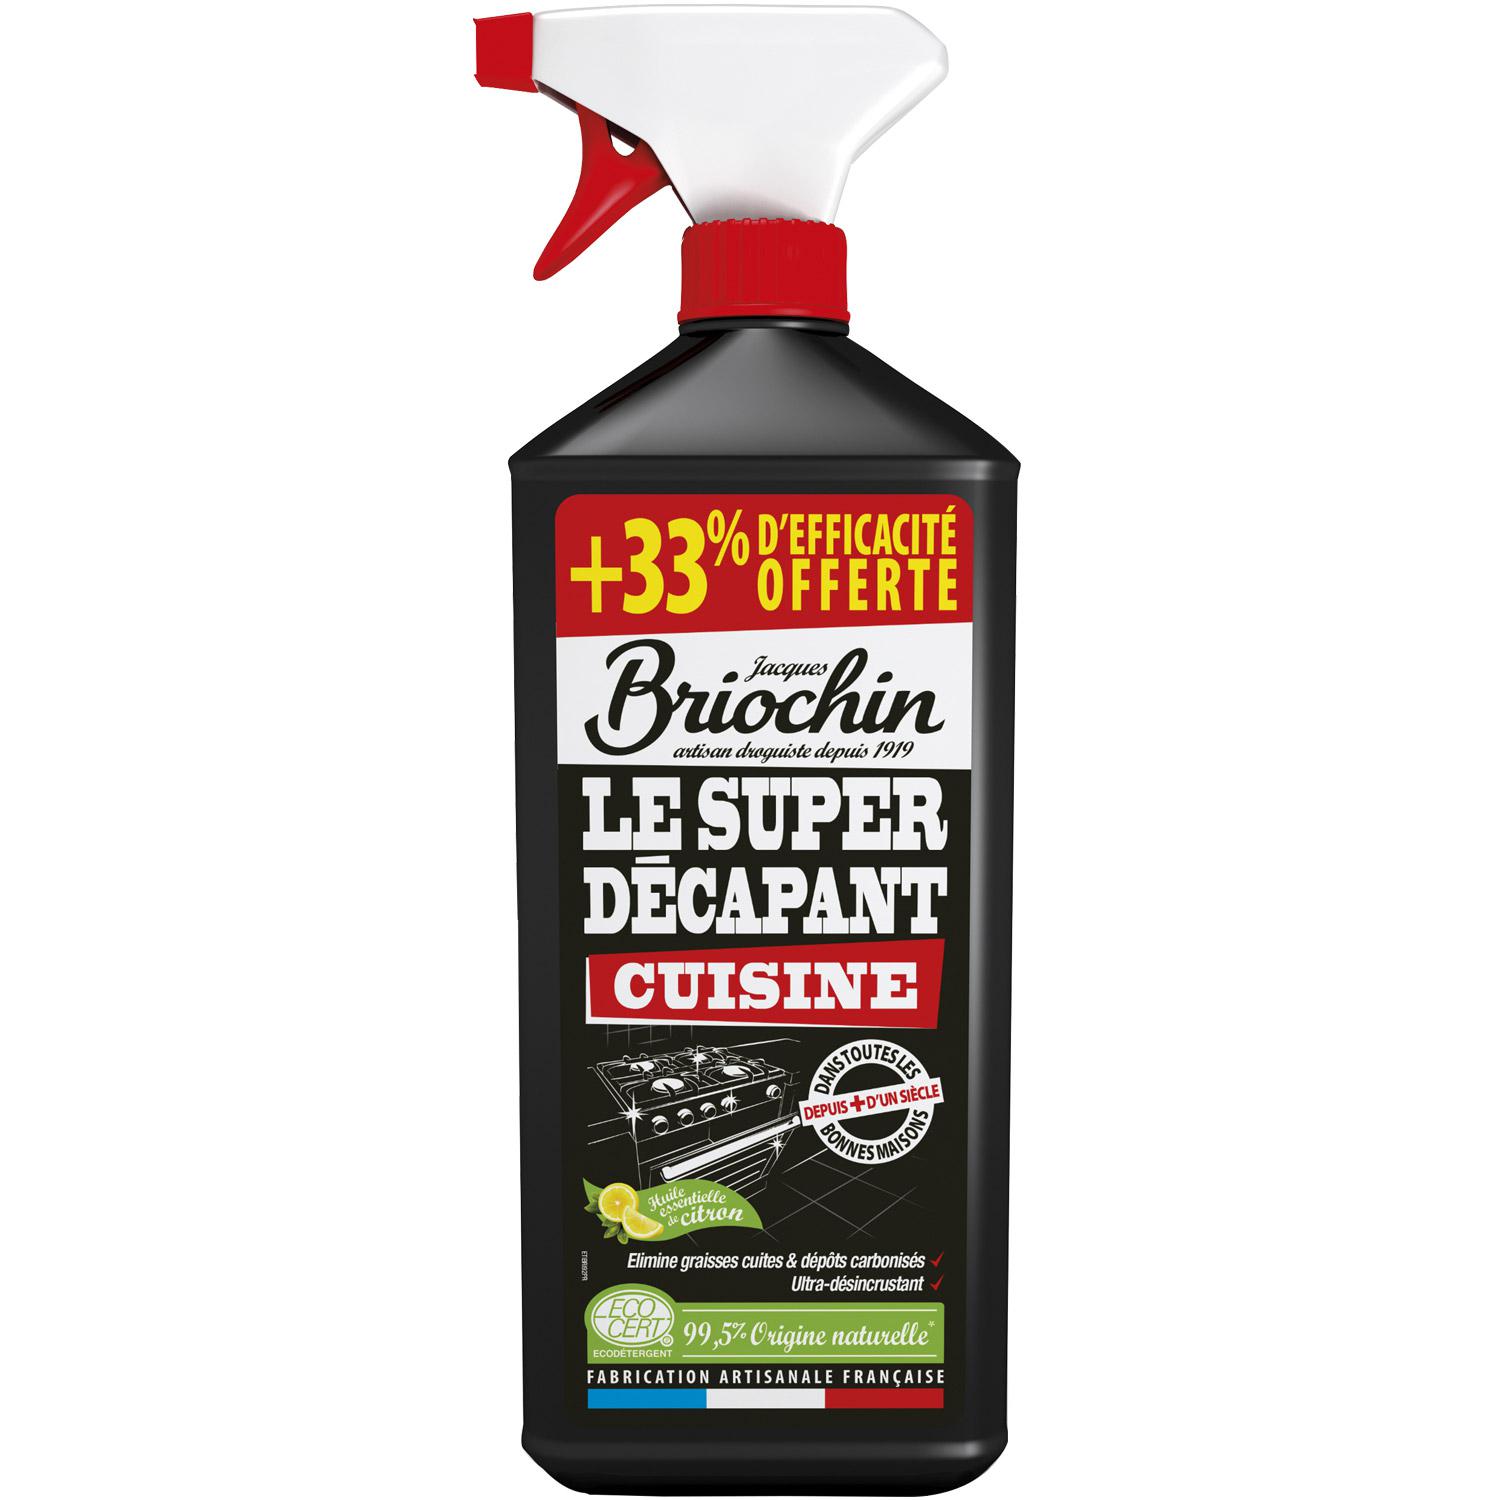 +33% D'EFFICACITÉ
OFFERTE
Jacques
Briochin
artisan droguiste depuis 1919
LE SUPER
DÉCAPANT
CUISINE
DANS TOUTES LES
DEPUIS + D'UN SIÈCLE
BONNES MAISONS
Huile
essentielle
de citron
Elimine graisses cuites & dépôts carbonisés
Ultra-désincrustant
ECO
CERT®
ECODÉTERGENT
99,5% Origine naturelle*
FABRICATION ARTISANALE FRANÇAISE